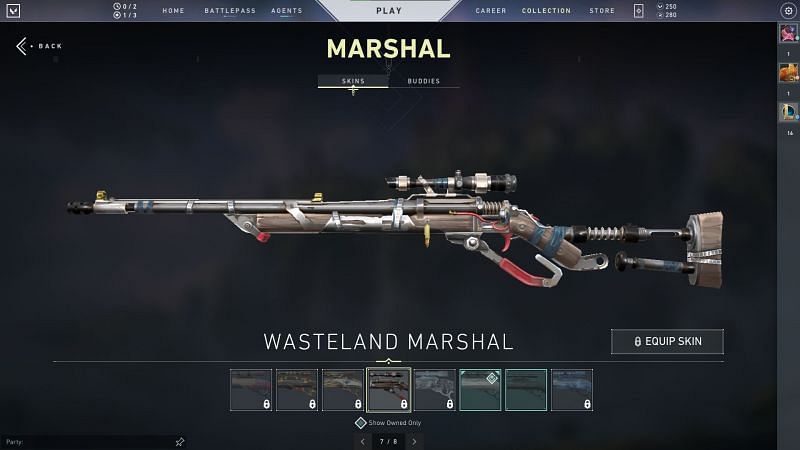 0 / 2
1 / 3
HOME
BATTLEPASS
AGENTS
PLAY
CAREER
COLLECTION
STORE
250
280
BACK
MARSHAL
SKINS
BUDDIES
1
1
14
WASTELAND MARSHAL
EQUIP SKIN
Show Owned Only
Party:
7 / 8